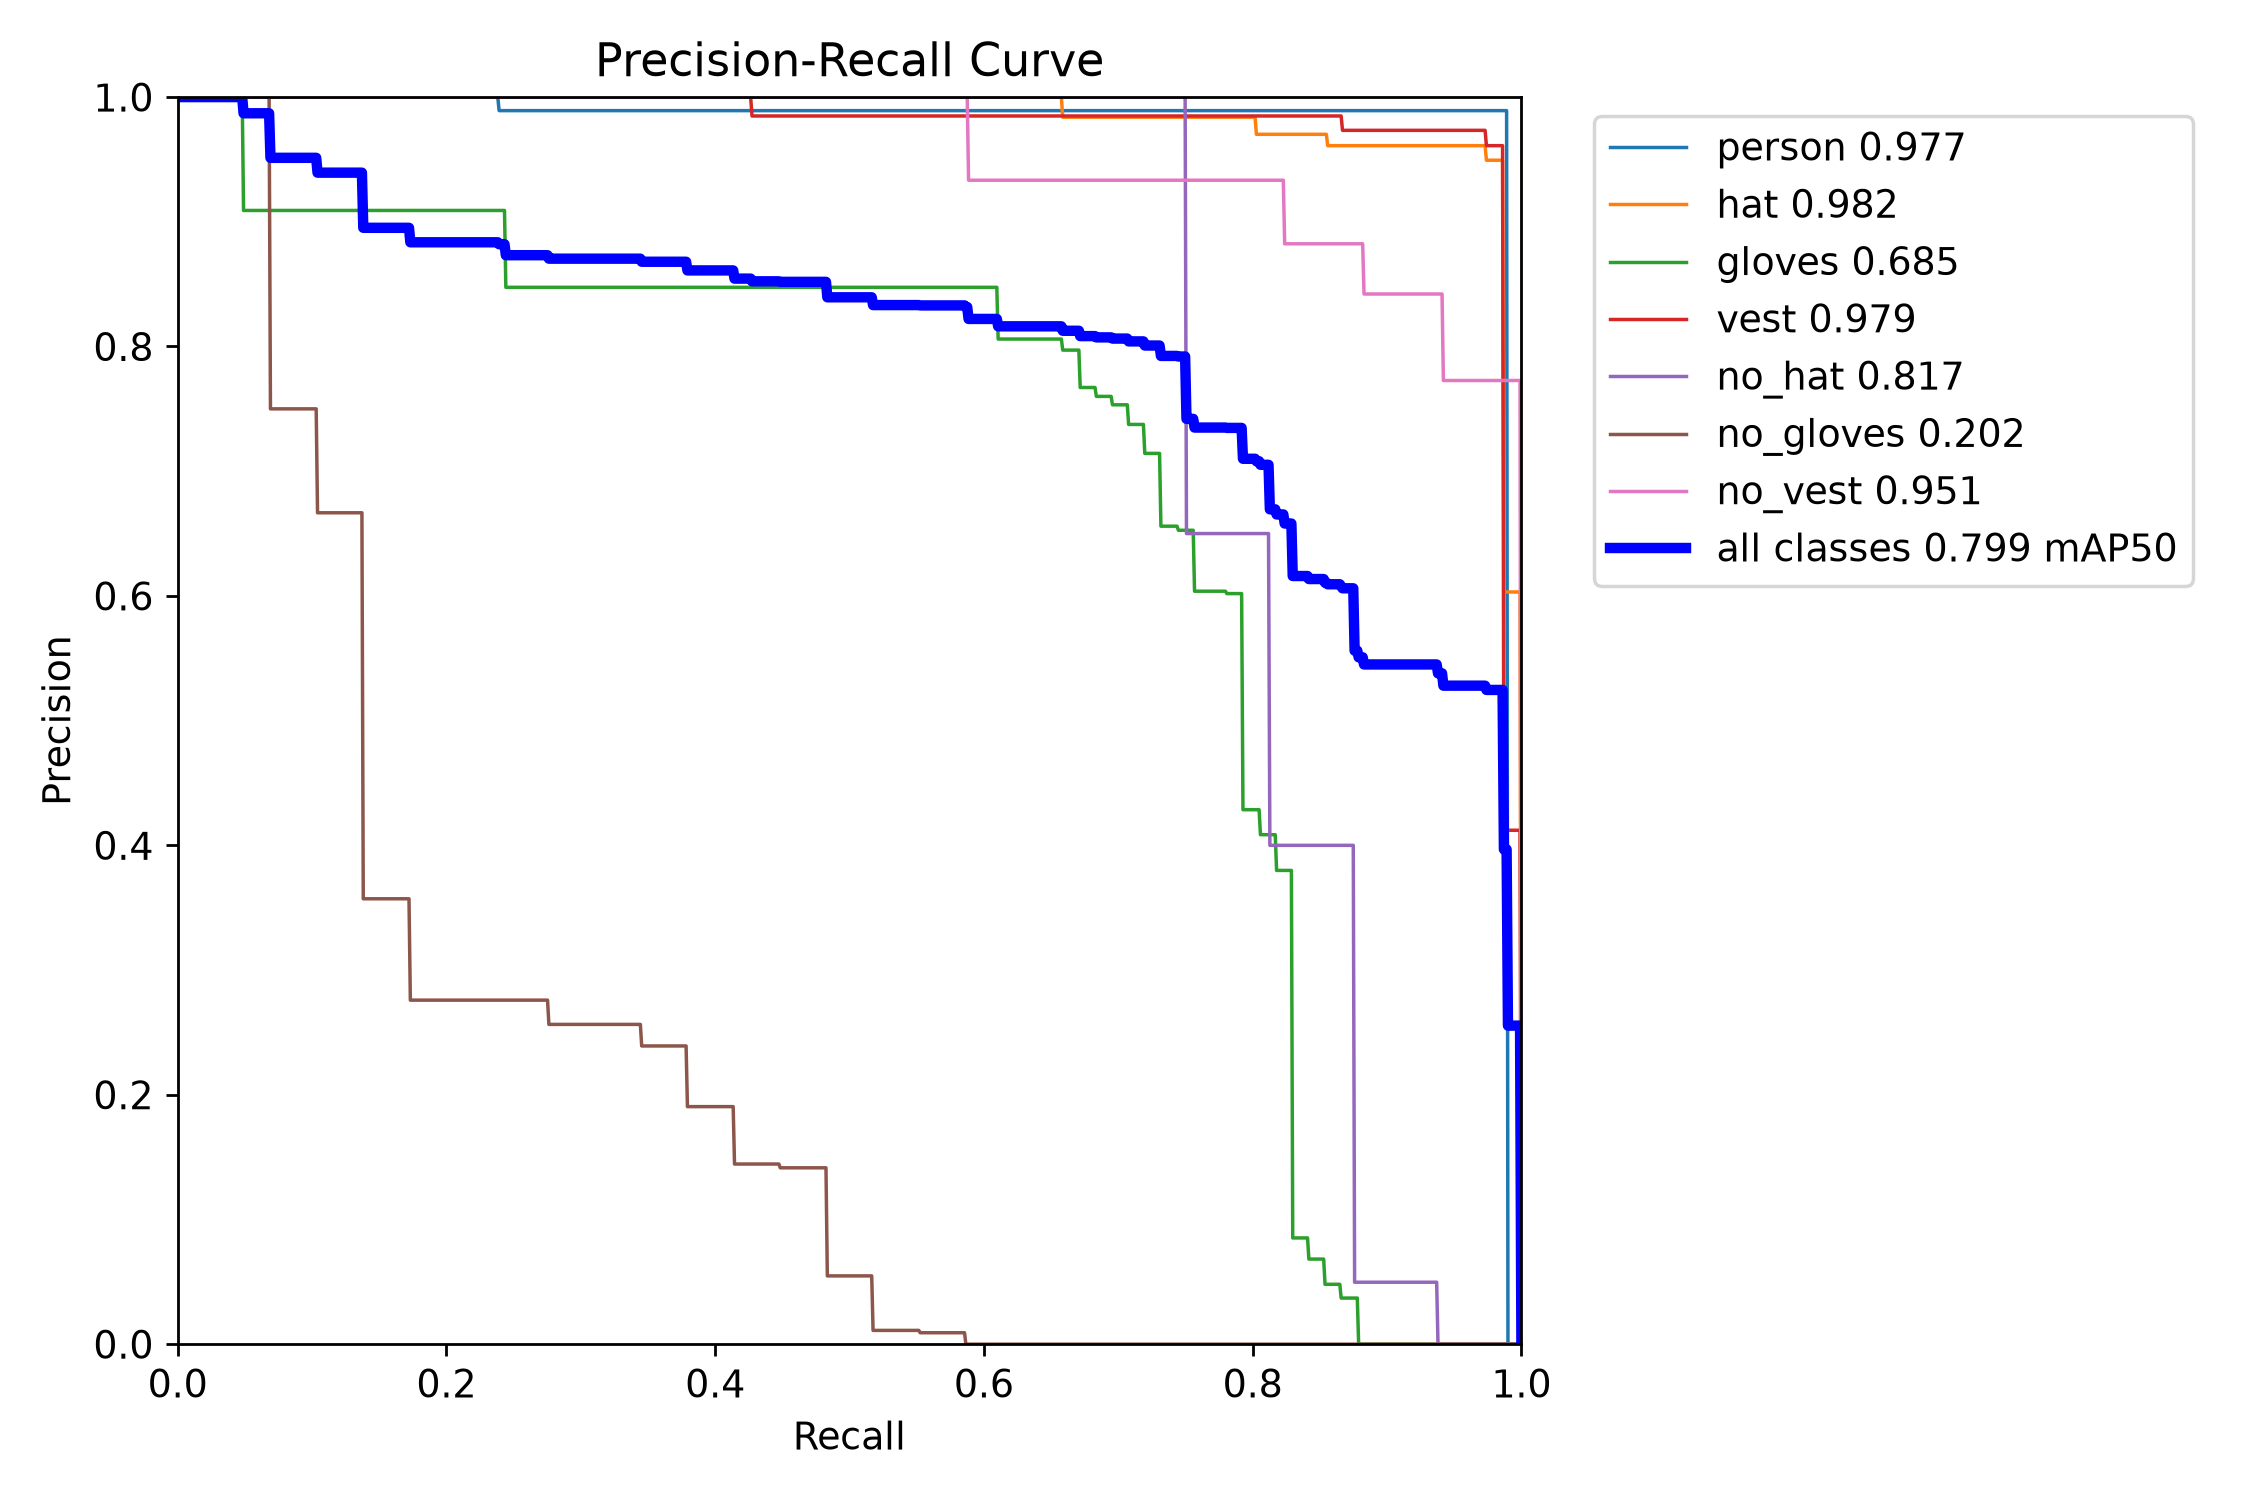 Precision-Recall Curve
1.0
0.8
0.6
0.4
0.2
0.0
Precision
0.0 0.2 0.4 0.6 0.8 1.0
Recall
person 0.977
hat 0.982
gloves 0.685
vest 0.979
no_hat 0.817
no_gloves 0.202
no_vest 0.951
all classes 0.799 mAP50